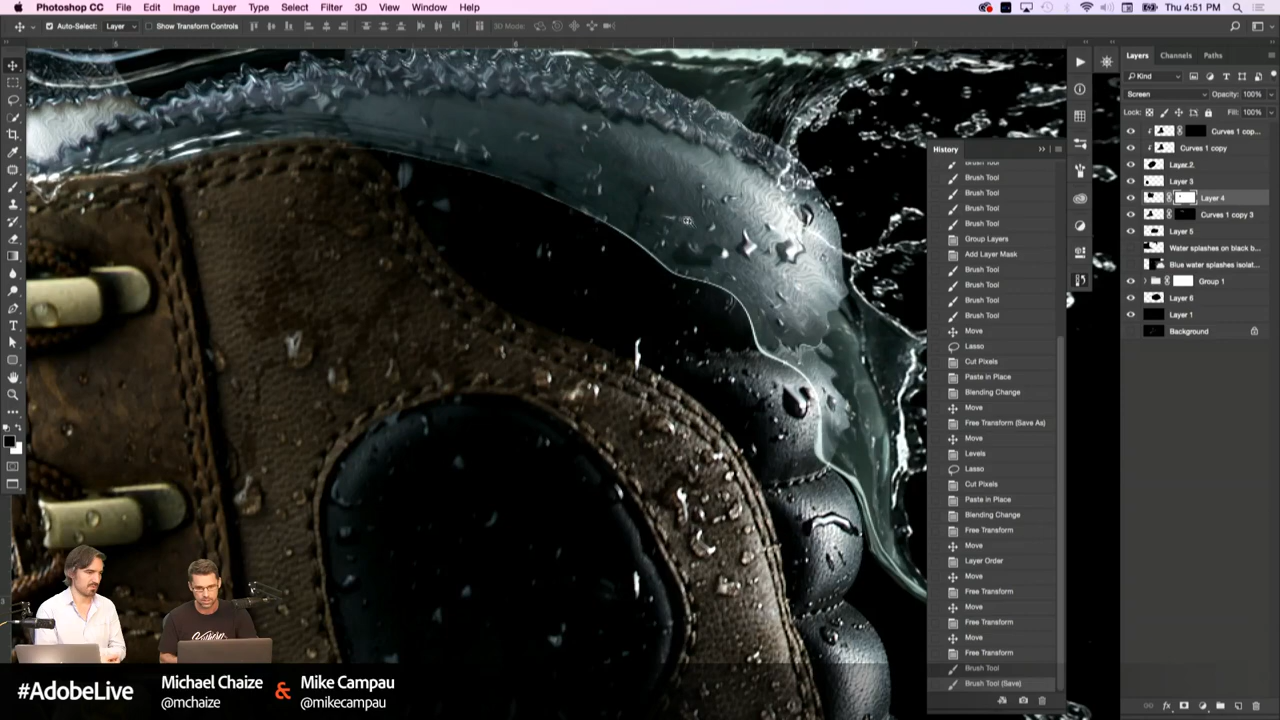 Photoshop CC File Edit Image Layer Type Select Filter 3D View Window Help Thu 4:51 PM
Auto-Select: Layer Show Transform Controls 3D Mode:
5 6 7
Layers Channels Paths
Kind
Screen Opacity: 100%
Lock: Fill: 100%
Curves 1 cop...
Curves 1 copy
Layer 2
Layer 3
Layer 4
Curves 1 copy 3
Layer 5
Water splashes on black b...
Blue water splashes isolat...
Group 1
Layer 6
Layer 1
Background
History
Brush Tool
Brush Tool
Brush Tool
Brush Tool
Brush Tool
Group Layers
Add Layer Mask
Brush Tool
Brush Tool
Brush Tool
Brush Tool
Move
Lasso
Cut Pixels
Paste in Place
Blending Change
Move
Free Transform (Save As)
Move
Levels
Lasso
Cut Pixels
Paste in Place
Blending Change
Free Transform
Move
Layer Order
Move
Free Transform
Move
Free Transform
Move
Free Transform
Brush Tool
Brush Tool (Save)
#AdobeLive
Michael Chaize & Mike Campau
@mchaize @mikecampau